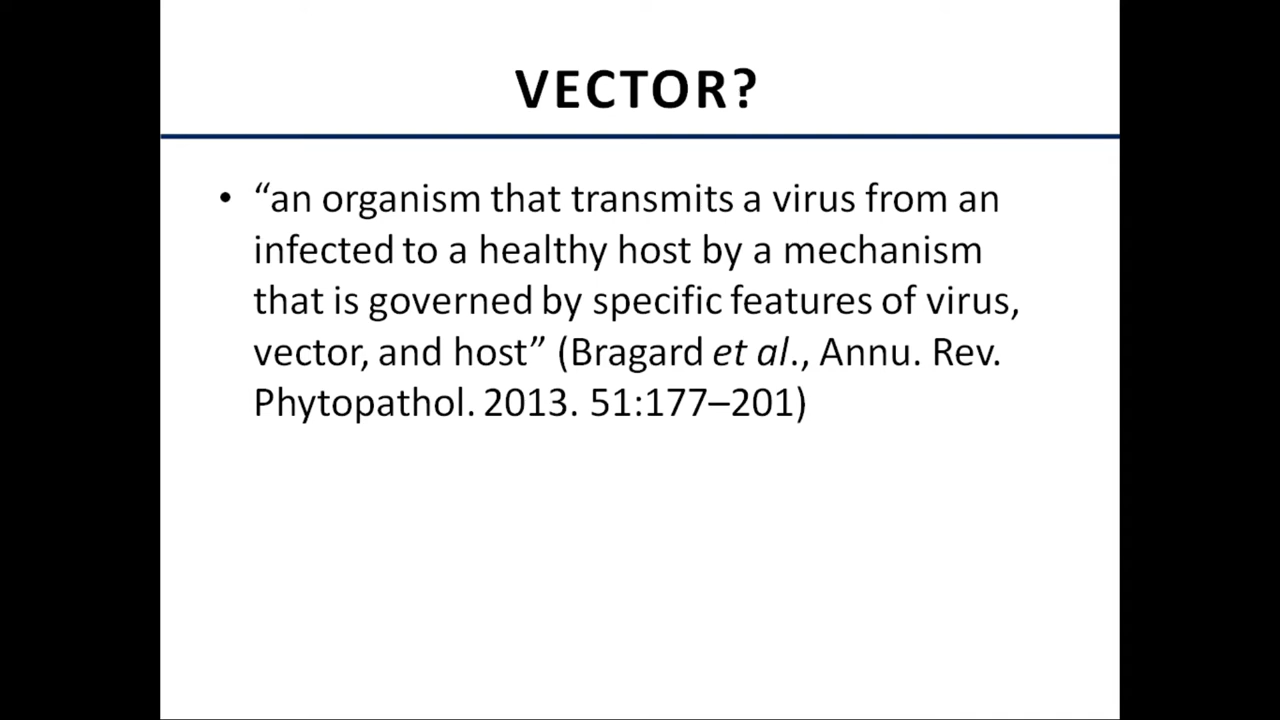 VECTOR?
• “an organism that transmits a virus from an
infected to a healthy host by a mechanism
that is governed by specific features of virus,
vector, and host” (Bragard et al., Annu. Rev.
Phytopathol. 2013. 51:177–201)